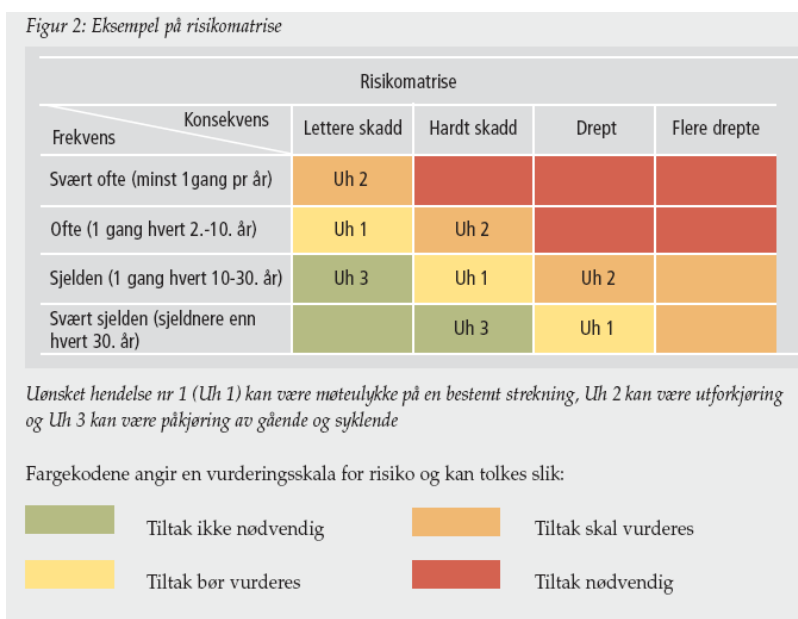 Figur 2: Eksempel på risikomatrise
Risikomatrise
Konsekvens
Frekvens
Lettere skadd
Hardt skadd
Drept
Flere drepte
Svært ofte (minst 1gang pr år)
Uh 2
Ofte (1 gang hvert 2.-10. år)
Uh 1
Uh 2
Sjelden (1 gang hvert 10-30. år)
Uh 3
Uh 1
Uh 2
Svært sjelden (sjeldnere enn
hvert 30. år)
Uh 3
Uh 1
Uønsket hendelse nr 1 (Uh 1) kan være møteulykke på en bestemt strekning, Uh 2 kan være utforkjøring
og Uh 3 kan være påkjøring av gående og syklende
Fargekodene angir en vurderingsskala for risiko og kan tolkes slik:
Tiltak ikke nødvendig
Tiltak skal vurderes
Tiltak bør vurderes
Tiltak nødvendig